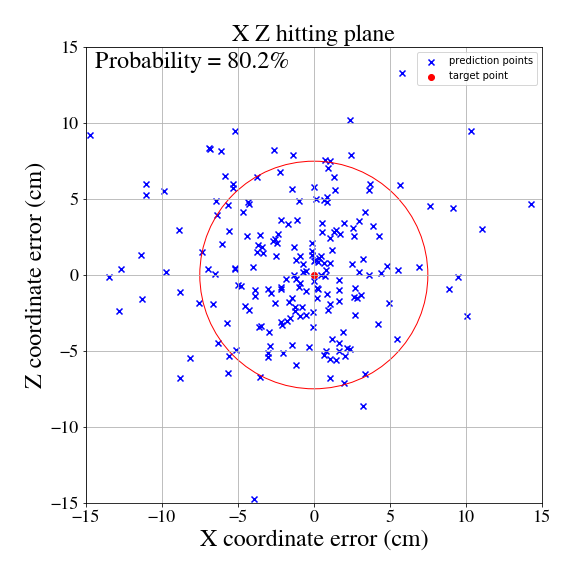 X Z hitting plane
Probability = 80.2%
prediction points
target point
Z coordinate error (cm)
15
10
5
0
−5
−10
−15
−15
−10
−5
0
5
10
15
X coordinate error (cm)